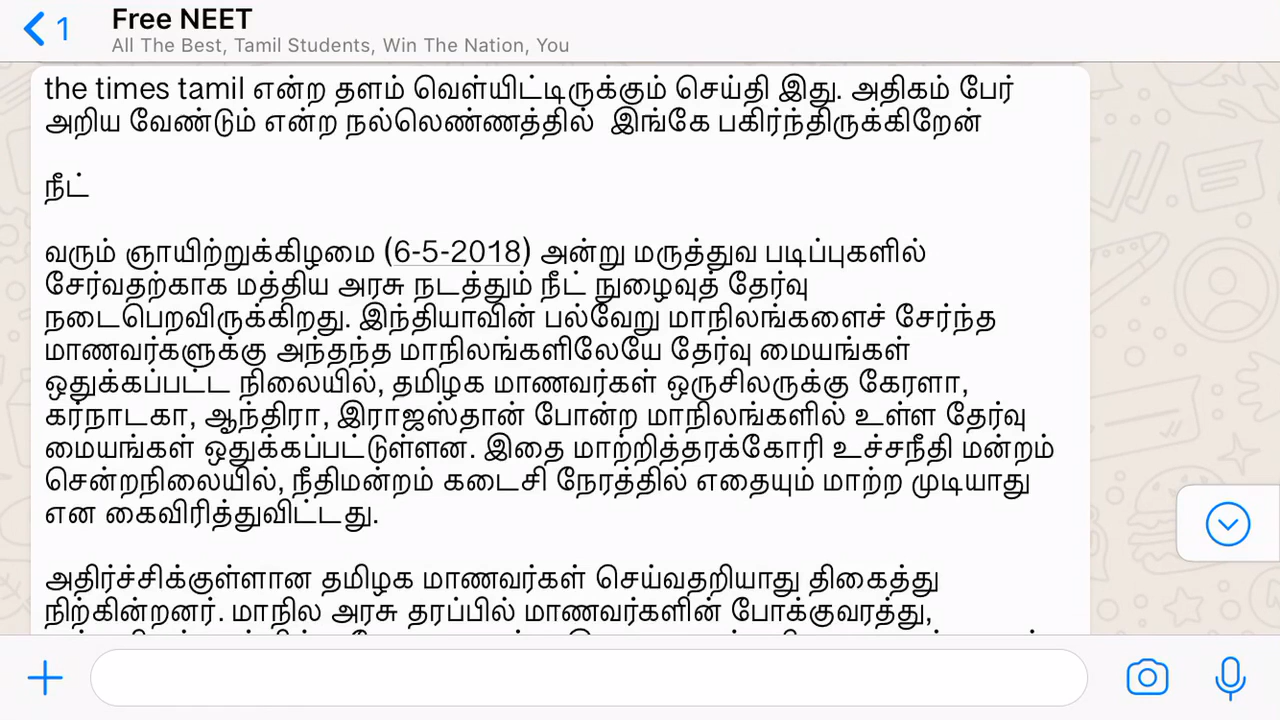 1
Free NEET
All The Best, Tamil Students, Win The Nation, You
the times tamil என்ற தளம் வெள்யிட்டிருக்கும் செய்தி இது. அதிகம் பேர்
அறிய வேண்டும் என்ற நல்லெண்ணத்தில் இங்கே பகிர்ந்திருக்கிறேன்
நீட்
வரும் ஞாயிற்றுக்கிழமை (6-5-2018) அன்று மருத்துவ படிப்புகளில்
சேர்வதற்காக மத்திய அரசு நடத்தும் நீட் நுழைவுத் தேர்வு
நடைபெறவிருக்கிறது. இந்தியாவின் பல்வேறு மாநிலங்களைச் சேர்ந்த
மாணவர்களுக்கு அந்தந்த மாநிலங்களிலேயே தேர்வு மையங்கள்
ஒதுக்கப்பட்ட நிலையில், தமிழக மாணவர்கள் ஒருசிலருக்கு கேரளா,
கர்நாடகா, ஆந்திரா, இராஜஸ்தான் போன்ற மாநிலங்களில் உள்ள தேர்வு
மையங்கள் ஒதுக்கப்பட்டுள்ளன. இதை மாற்றித்தரக்கோரி உச்சநீதி மன்றம்
சென்றநிலையில், நீதிமன்றம் கடைசி நேரத்தில் எதையும் மாற்ற முடியாது
என கைவிரித்துவிட்டது.
அதிர்ச்சிக்குள்ளான தமிழக மாணவர்கள் செய்வதறியாது திகைத்து
நிற்கின்றனர். மாநில அரசு தரப்பில் மாணவர்களின் போக்குவரத்து,